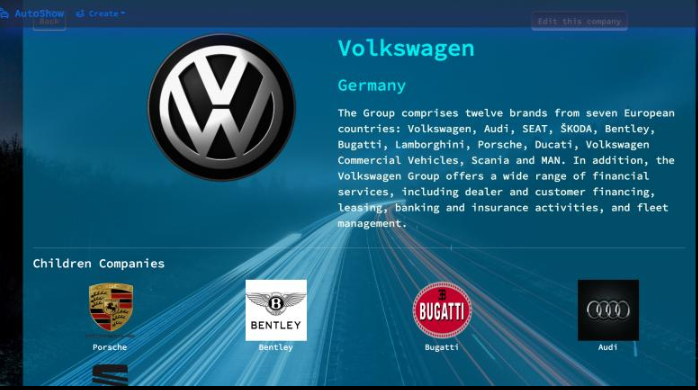 AutoShow Create
Back
Edit this company
Volkswagen
Germany
The Group comprises twelve brands from seven European
countries: Volkswagen, Audi, SEAT, ŠKODA, Bentley,
Bugatti, Lamborghini, Porsche, Ducati, Volkswagen
Commercial Vehicles, Scania and MAN. In addition, the
Volkswagen Group offers a wide range of financial
services, including dealer and customer financing,
leasing, banking and insurance activities, and fleet
management.
Children Companies
B
BENTLEY
BUGATTI
Porsche
Bentley
Bugatti
Audi